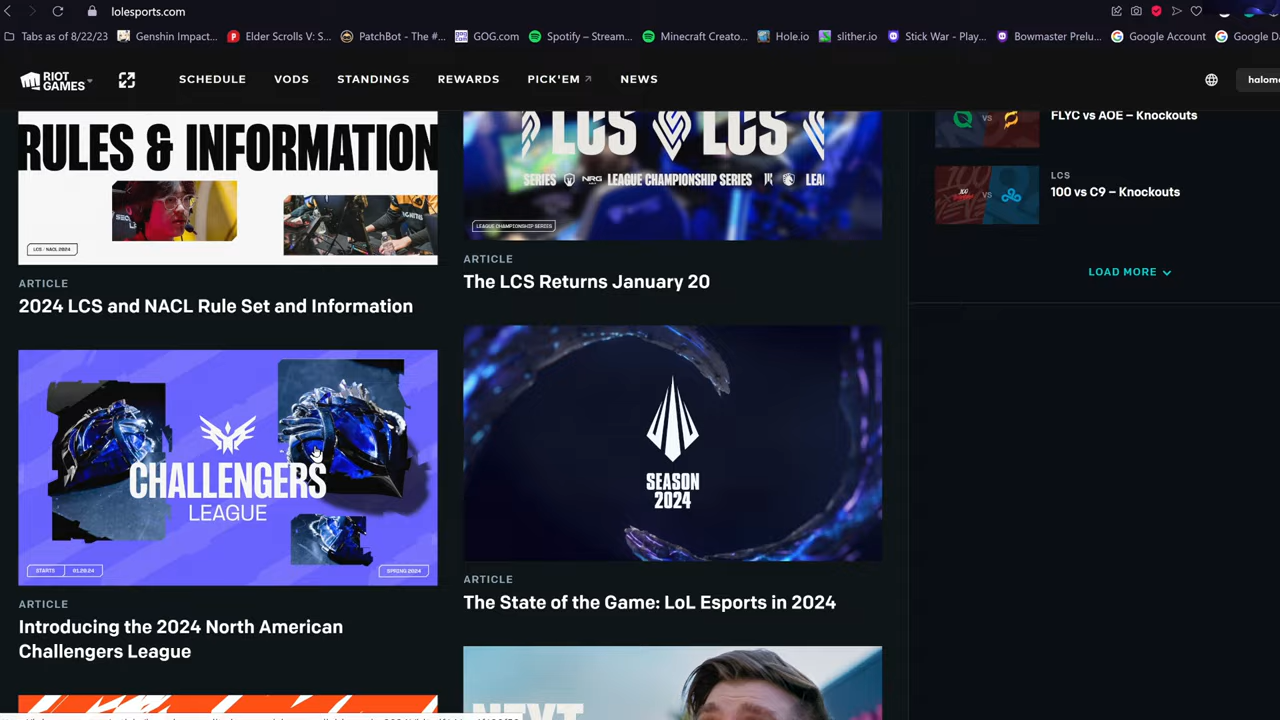 lolesports.com
Tabs as of 8/22/23
Genshin Impact...
Elder Scrolls V: S...
PatchBot - The #...
GOG.com
Spotify – Stream...
Minecraft Creato...
Hole.io
slither.io
Stick War - Play...
Bowmaster Prelu...
Google Account
RIOT GAMES
SCHEDULE
VODS
STANDINGS
REWARDS
PICK'EM
NEWS
RULES & INFORMATION
LCS / NACL 2024
ARTICLE
2024 LCS and NACL Rule Set and Information
LCS LCS
SERIES NRG LEAGUE CHAMPIONSHIP SERIES
LEAGUE CHAMPIONSHIP SERIES
ARTICLE
The LCS Returns January 20
FLYC vs AOE – Knockouts
VS
LCS
100 vs C9 – Knockouts
VS
LOAD MORE
CHALLENGERS
LEAGUE
STARTS
SPRING 2024
ARTICLE
Introducing the 2024 North American
Challengers League
SEASON
2024
ARTICLE
The State of the Game: LoL Esports in 2024
NEXT